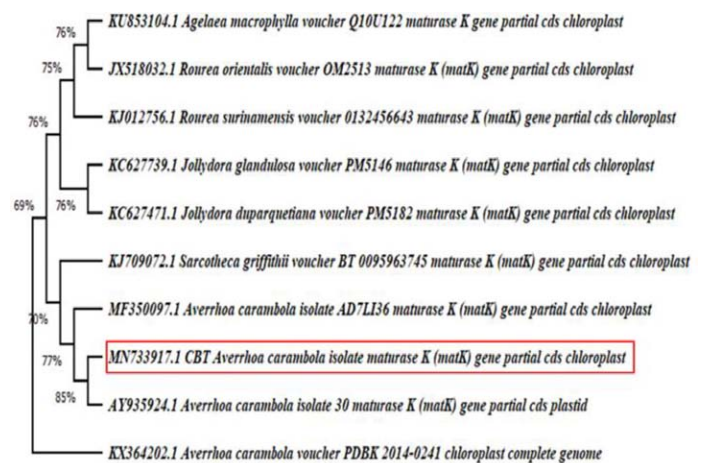 76%
KU853104.1 Agelaea macrophylla voucher Q10U122 maturase K gene partial cds chloroplast
75%
JX518032.1 Rourea orientalis voucher OM2513 maturase K (matK) gene partial cds chloroplast
KJ012756.1 Rourea surinamensis voucher 0132456643 maturase K (matK) gene partial cds chloroplast
76%
KC627739.1 Jollydora glandulosa voucher PM5146 maturase K (matK) gene partial cds chloroplast
69%
76%
KC627471.1 Jollydora duparquetiana voucher PM5182 maturase K (matK) gene partial cds chloroplast
KJ709072.1 Sarcotheca griffithii voucher BT 0095963745 maturase K (matK) gene partial cds chloroplast
MF350097.1 Averrhoa carambola isolate AD7LI36 maturase K (matK) gene partial cds chloroplast
70%
MN733917.1 CBT Averrhoa carambola isolate maturase K (matK) gene partial cds chloroplast
77%
85%
AY935924.1 Averrhoa carambola isolate 30 maturase K (matK) gene partial cds plastid
KX364202.1 Averrhoa carambola voucher PDBK 2014-0241 chloroplast complete genome